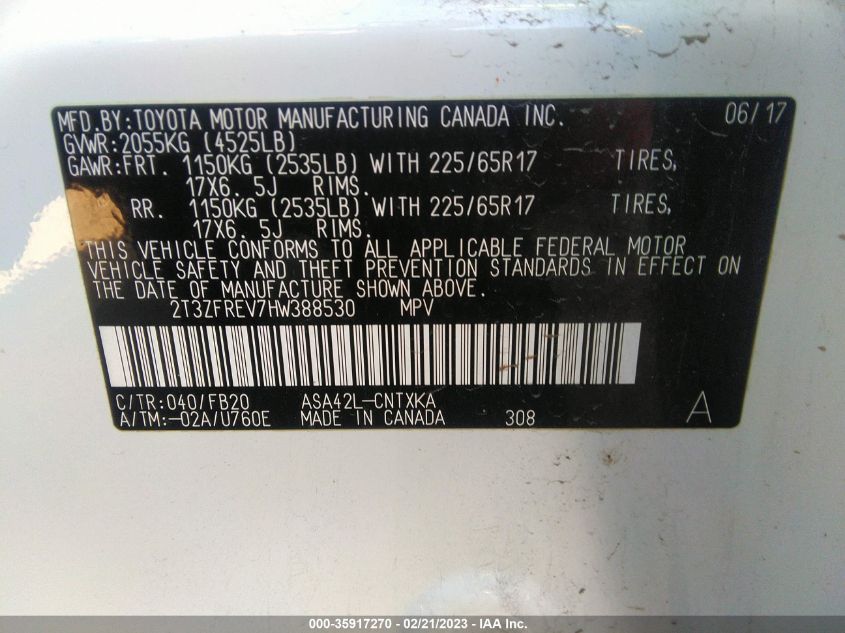 MFD.BY:TOYOTA MOTOR MANUFACTURING CANADA INC. 06/17
GVWR:2055KG (4525LB)
GAWR:FRT. 1150KG (2535LB) WITH 225/65R17 TIRES,
17X6. 5J RIMS.
RR. 1150KG (2535LB) WITH 225/65R17 TIRES,
17X6. 5J RIMS.
THIS VEHICLE CONFORMS TO ALL APPLICABLE FEDERAL MOTOR
VEHICLE SAFETY AND THEFT PREVENTION STANDARDS IN EFFECT ON
THE DATE OF MANUFACTURE SHOWN ABOVE.
2T3ZFREV7HW388530 MPV
C/TR:040/FB20 ASA42L-CNTXKA
A/TM:-02A/U760E MADE IN CANADA 308 A
000-35917270 - 02/21/2023 - IAA Inc.